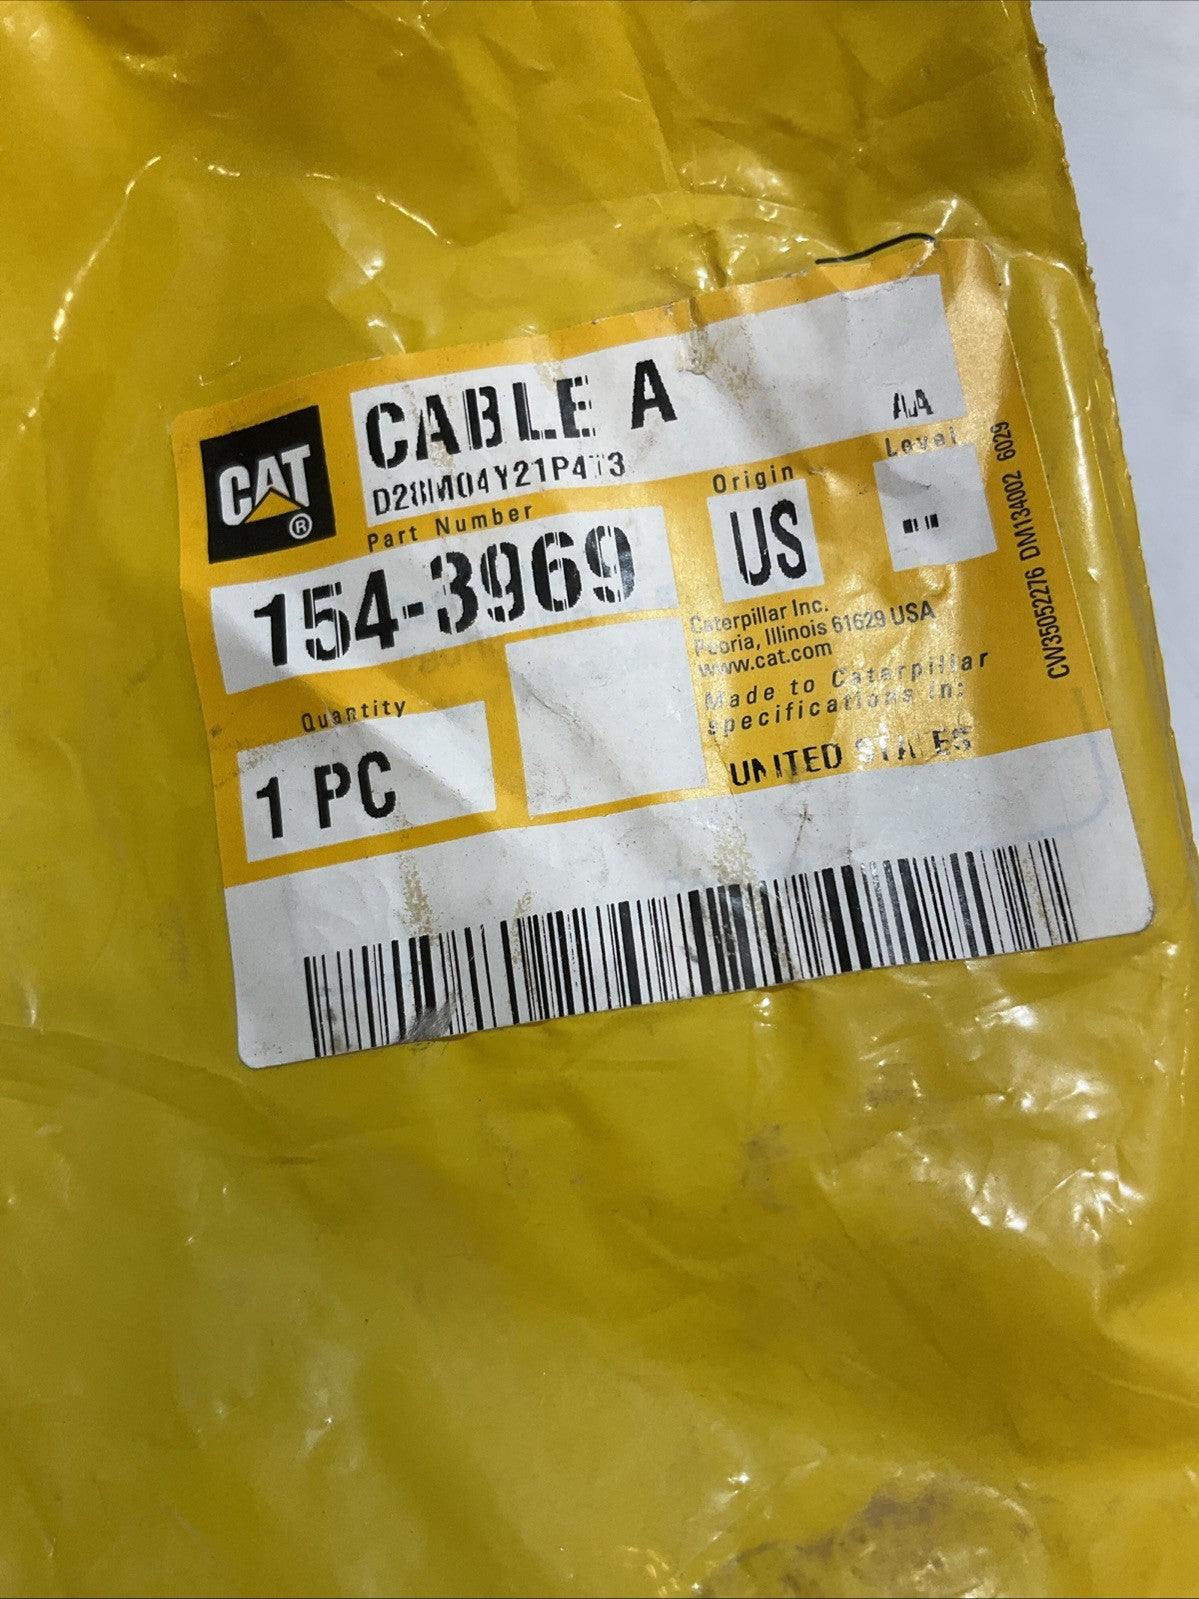 CABLE A
D28M04Y21P4T3
AA
CAT
®
Part Number
154-3969
Origin
US
Level
--
Quantity
1 PC
Caterpillar Inc.
Peoria, Illinois 61629 USA
www.cat.com
Made to Caterpillar
specifications in:
UNITED STATES
CW35052276 DM134002 6029